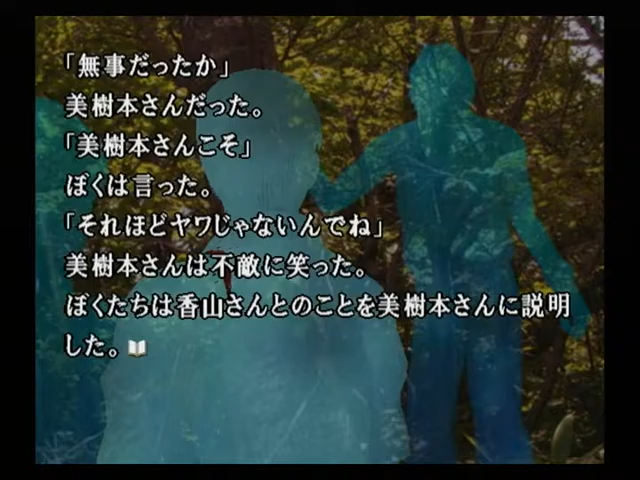 「無事だったか」
美樹本さんだった。
「美樹本さんこそ」
ぼくは言った。
「それほどヤワじゃないんでね」
美樹本さんは不敵に笑った。
ぼくたちは香山さんとのことを美樹本さんに説明
した。